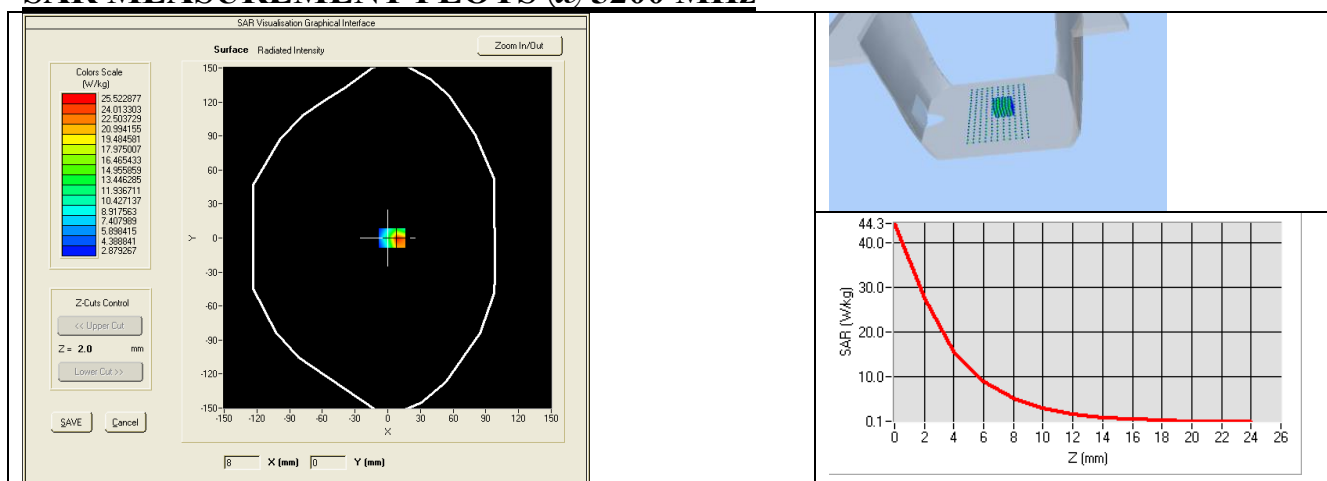 SAR MEASUREMENT PLOTS @ 5200 MHz
SAR Visualisation Graphical Interface
Surface Radiated Intensity
Zoom In/Out
Colors Scale
(W/kg)
25.522877
24.013303
22.503729
20.994155
19.484581
17.975007
16.465433
14.955859
13.446285
11.936711
10.427137
8.917563
7.407989
5.898415
4.388841
2.879267
Z-Cuts Control
<< Upper Cut
Z = 2.0 mm
Lower Cut >>
SAVE Cancel
150-
120-
90-
60-
30-
0-
-30-
-60-
-90-
-120-
-150-
Y
-150 -120 -90 -60 -30 0 30 60 90 120 150
X
8 X (mm) 0 Y (mm)
44.3-
40.0-
30.0-
20.0-
10.0-
0.1-
SAR (W/kg)
0 2 4 6 8 10 12 14 16 18 20 22 24 26
Z (mm)